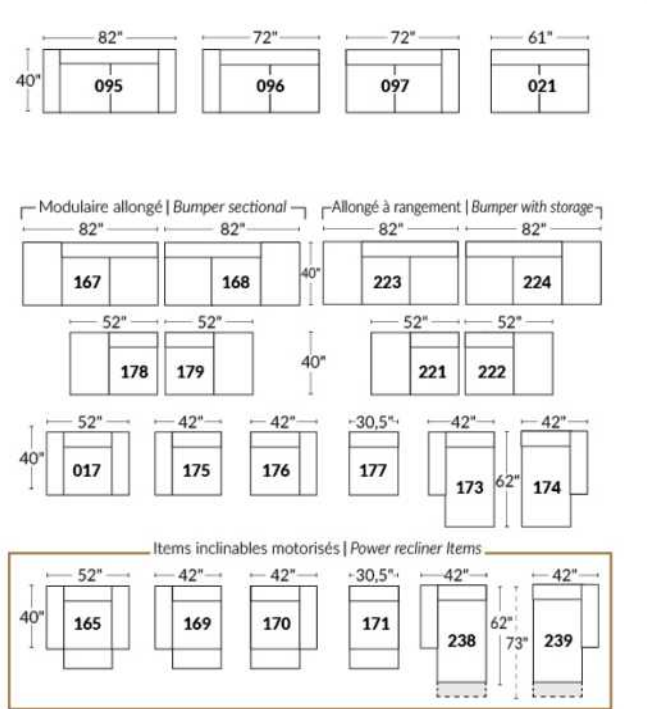 82" 72" 72" 61"
40" 095 096 097 021
Modulaire allongé | Bumper sectional Allongé à rangement | Bumper with storage
82" 82" 82" 82"
167 168 40" 223 224
52" 52" 52" 52"
178 179 40" 221 222
52" 42" 42" 30,5" 42" 42"
40" 017 175 176 177 173 62" 174
Items inclinables motorisés | Power recliner Items
52" 42" 42" 30,5" 42" 42"
40" 165 169 170 171 238 62" 73" 239